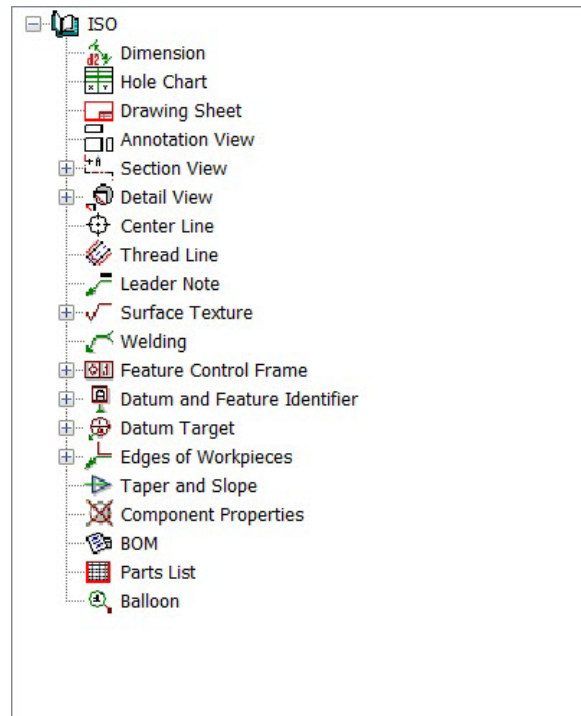 ISO
Dimension
Hole Chart
Drawing Sheet
Annotation View
Section View
Detail View
Center Line
Thread Line
Leader Note
Surface Texture
Welding
Feature Control Frame
Datum and Feature Identifier
Datum Target
Edges of Workpieces
Taper and Slope
Component Properties
BOM
Parts List
Balloon